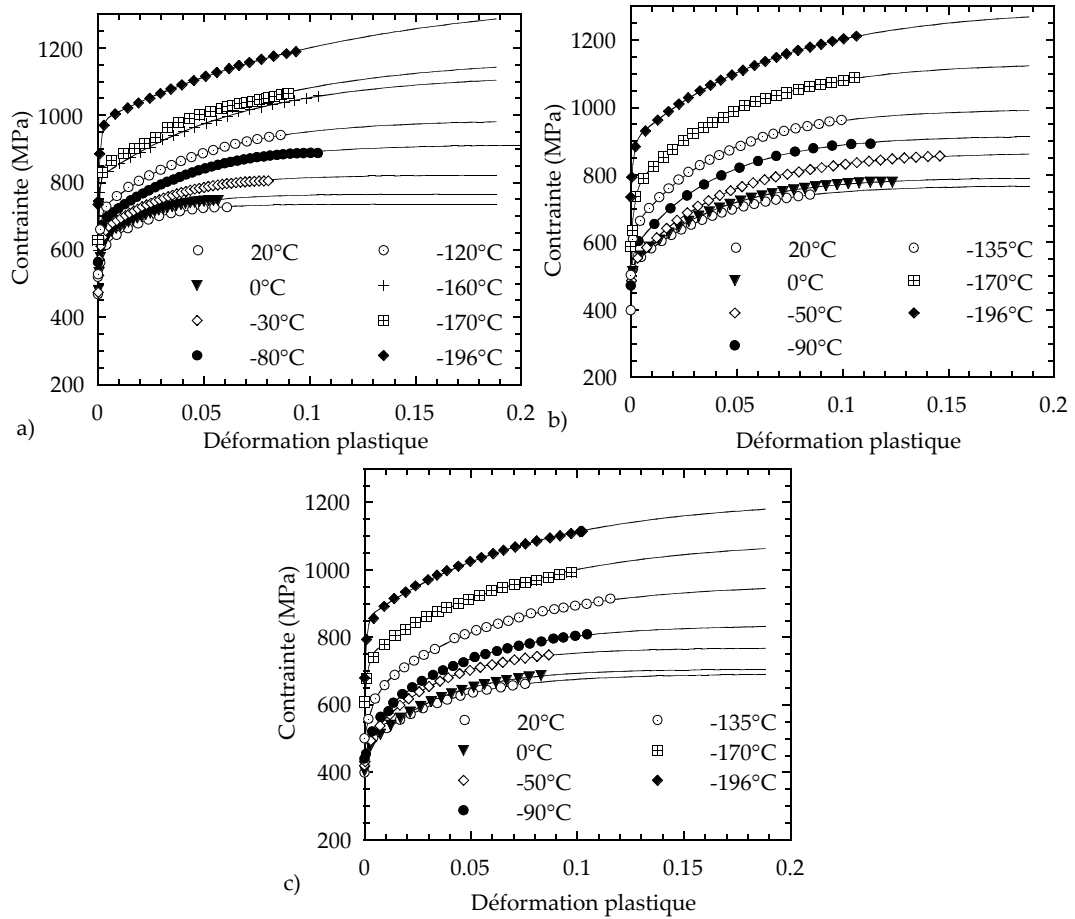 1200
1000
800
600
400
200
Contrainte (MPa)
20°C
0°C
-30°C
-80°C
-120°C
-160°C
-170°C
-196°C
0
0.05
0.1
0.15
0.2
Déformation plastique
a)
1200
1000
800
600
400
200
Contrainte (MPa)
20°C
0°C
-50°C
-90°C
-135°C
-170°C
-196°C
0
0.05
0.1
0.15
0.2
Déformation plastique
b)
1200
1000
800
600
400
200
Contrainte (MPa)
20°C
0°C
-50°C
-90°C
-135°C
-170°C
-196°C
0
0.05
0.1
0.15
0.2
Déformation plastique
c)